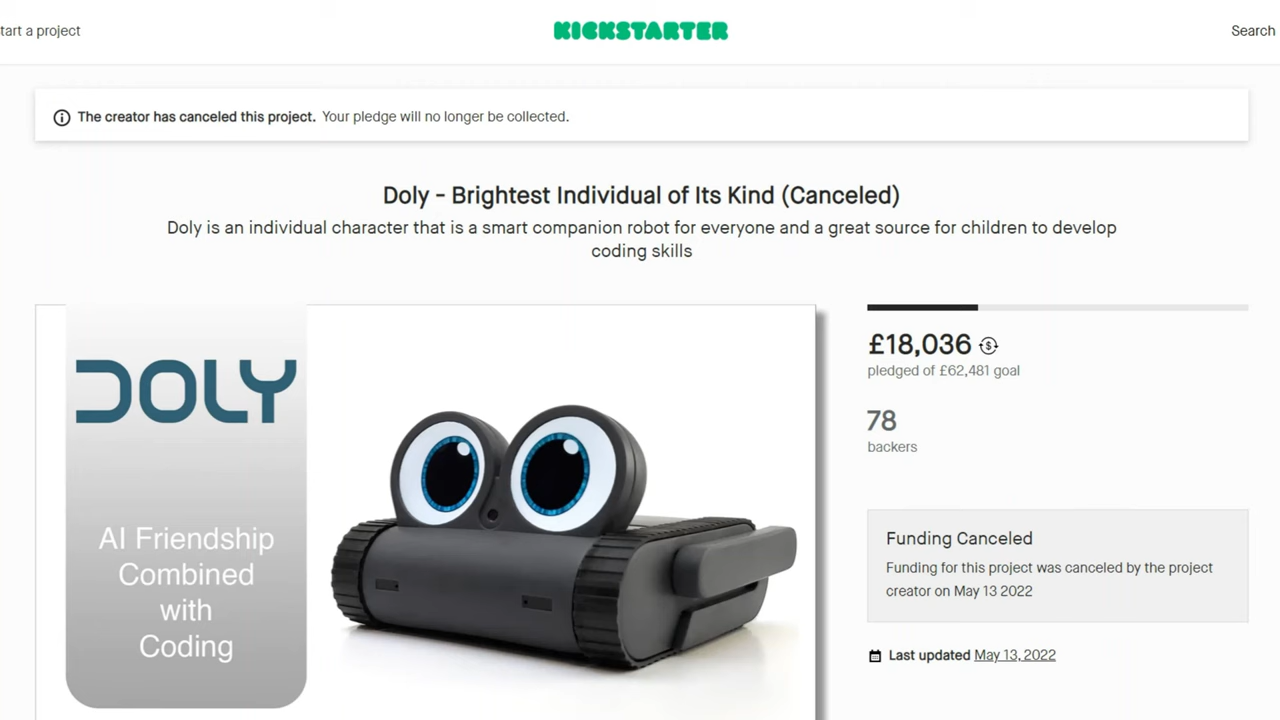 tart a project
KICKSTARTER
Search
The creator has canceled this project. Your pledge will no longer be collected.
Doly - Brightest Individual of Its Kind (Canceled)
Doly is an individual character that is a smart companion robot for everyone and a great source for children to develop
coding skills
DOLY
AI Friendship
Combined
with
Coding
£18,036
pledged of £62,481 goal
78
backers
Funding Canceled
Funding for this project was canceled by the project
creator on May 13 2022
Last updated May 13, 2022